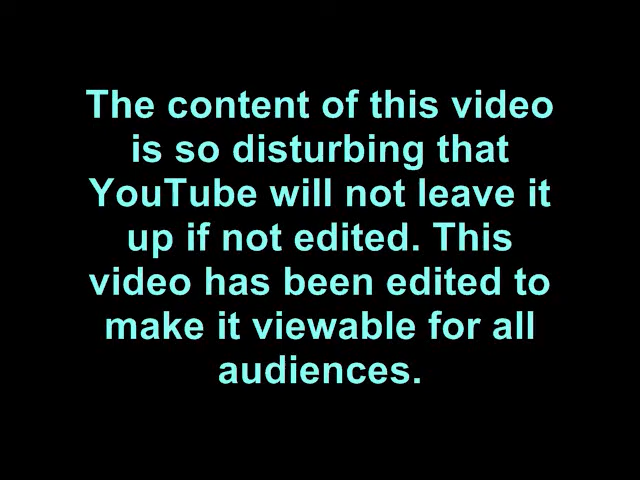 The content of this video
is so disturbing that
YouTube will not leave it
up if not edited. This
video has been edited to
make it viewable for all
audiences.